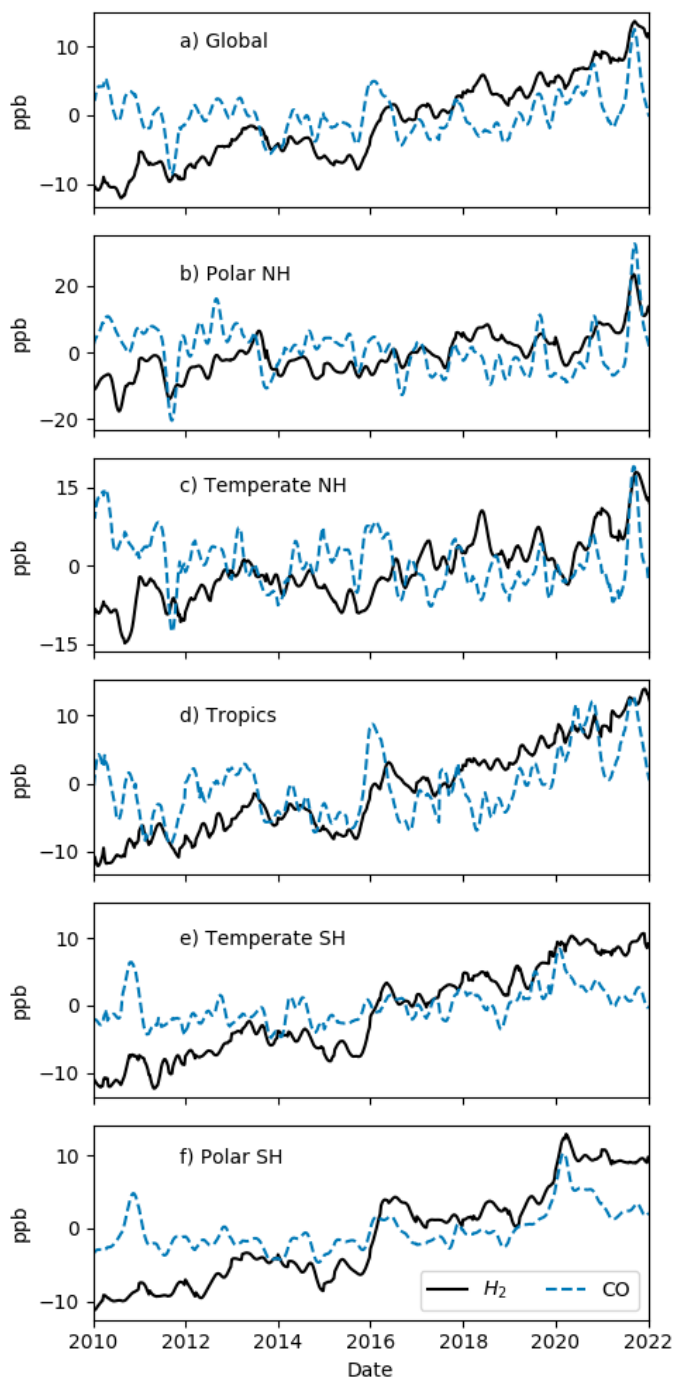 a) Global
10
0
−10
ppb
b) Polar NH
20
0
−20
ppb
c) Temperate NH
15
0
−15
ppb
d) Tropics
10
0
−10
ppb
e) Temperate SH
10
0
−10
ppb
f) Polar SH
10
0
−10
ppb
H₂ CO
2010 2012 2014 2016 2018 2020 2022
Date